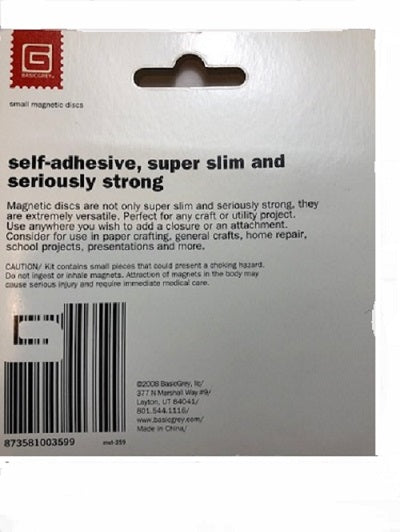 BASICGREY
small magnetic discs
self-adhesive, super slim and
seriously strong
Magnetic discs are not only super slim and seriously strong, they
are extremely versatile. Perfect for any craft or utility project.
Use anywhere you wish to add a closure or an attachment.
Consider for use in paper crafting, general crafts, home repair,
school projects, presentations and more.
CAUTION/ Kit contains small pieces that could present a choking hazard.
Do not ingest or inhale magnets. Attraction of magnets in the body may
cause serious injury and require immediate medical care.
©2008 BasicGrey, llc/
377 N Marshall Way #9/
Layton, UT 84041/
801.544.1116/
www.basicgrey.com/
Made in China/
873581003599
met-359